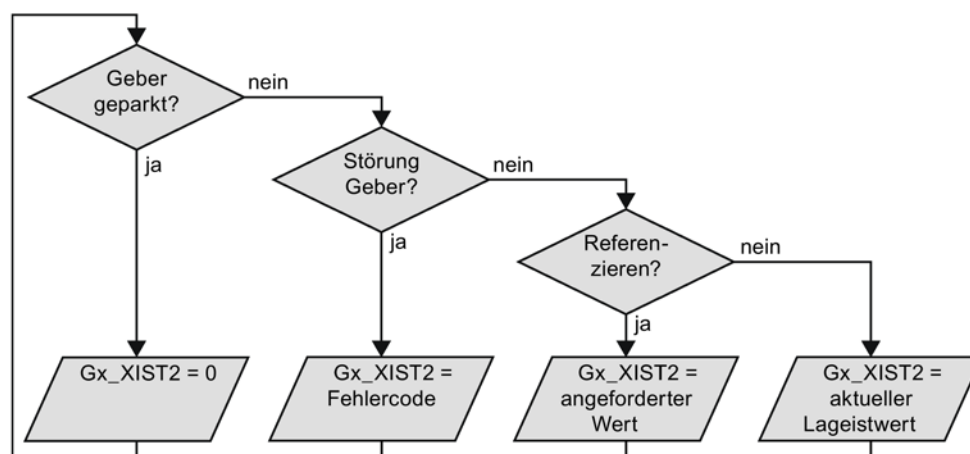 Geber
geparkt?
nein
ja
Störung
Geber?
nein
ja
Referen-
zieren?
nein
ja
Gx_XIST2 = 0
Gx_XIST2 =
Fehlercode
Gx_XIST2 =
angeforderter
Wert
Gx_XIST2 =
aktueller
Lageistwert